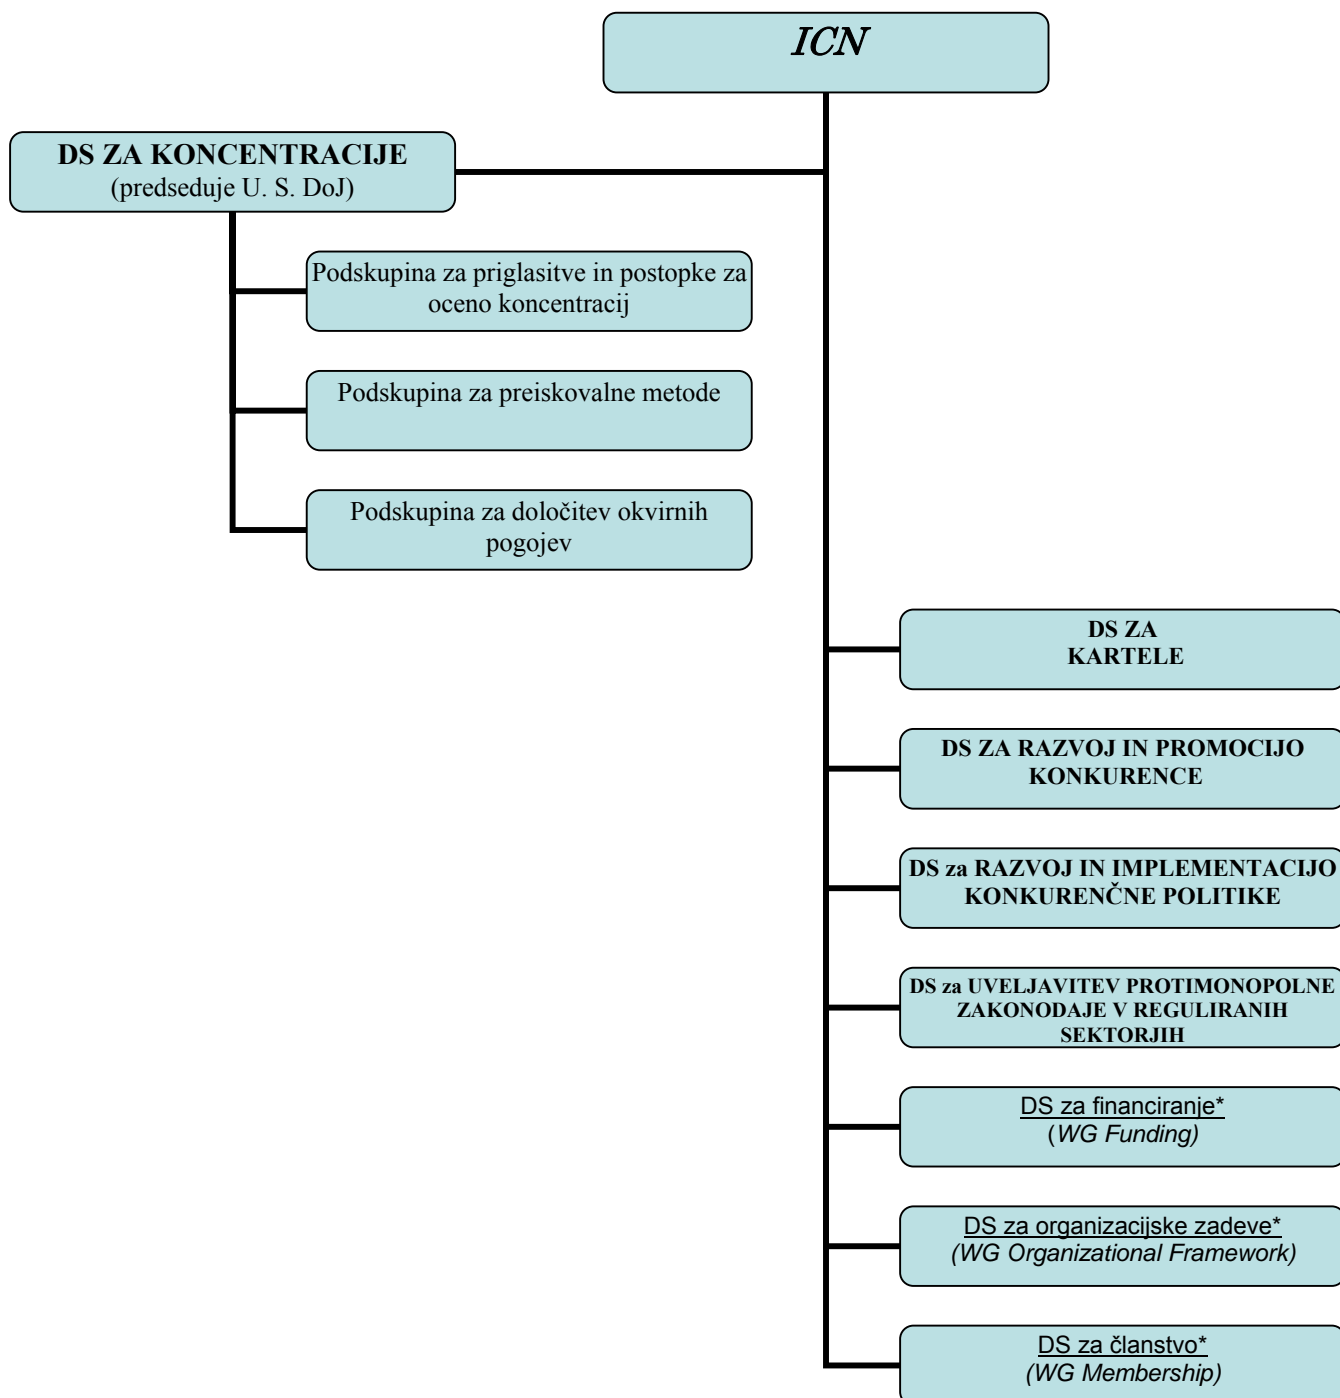 ICN
DS ZA KONCENTRACIJE
(predseduje U. S. DoJ)
Podskupina za priglasitve in postopke za
oceno koncentracij
Podskupina za preiskovalne metode
Podskupina za določitev okvirnih
pogojev
DS ZA
KARTELE
DS ZA RAZVOJ IN PROMOCIJO
KONKURENCE
DS za RAZVOJ IN IMPLEMENTACIJO
KONKURENČNE POLITIKE
DS za UVELJAVITEV PROTIMONOPOLNE
ZAKONODAJE V REGULIRANIH
SEKTORJIH
DS za financiranje*
(WG Funding)
DS za organizacijske zadeve*
(WG Organizational Framework)
DS za članstvo*
(WG Membership)